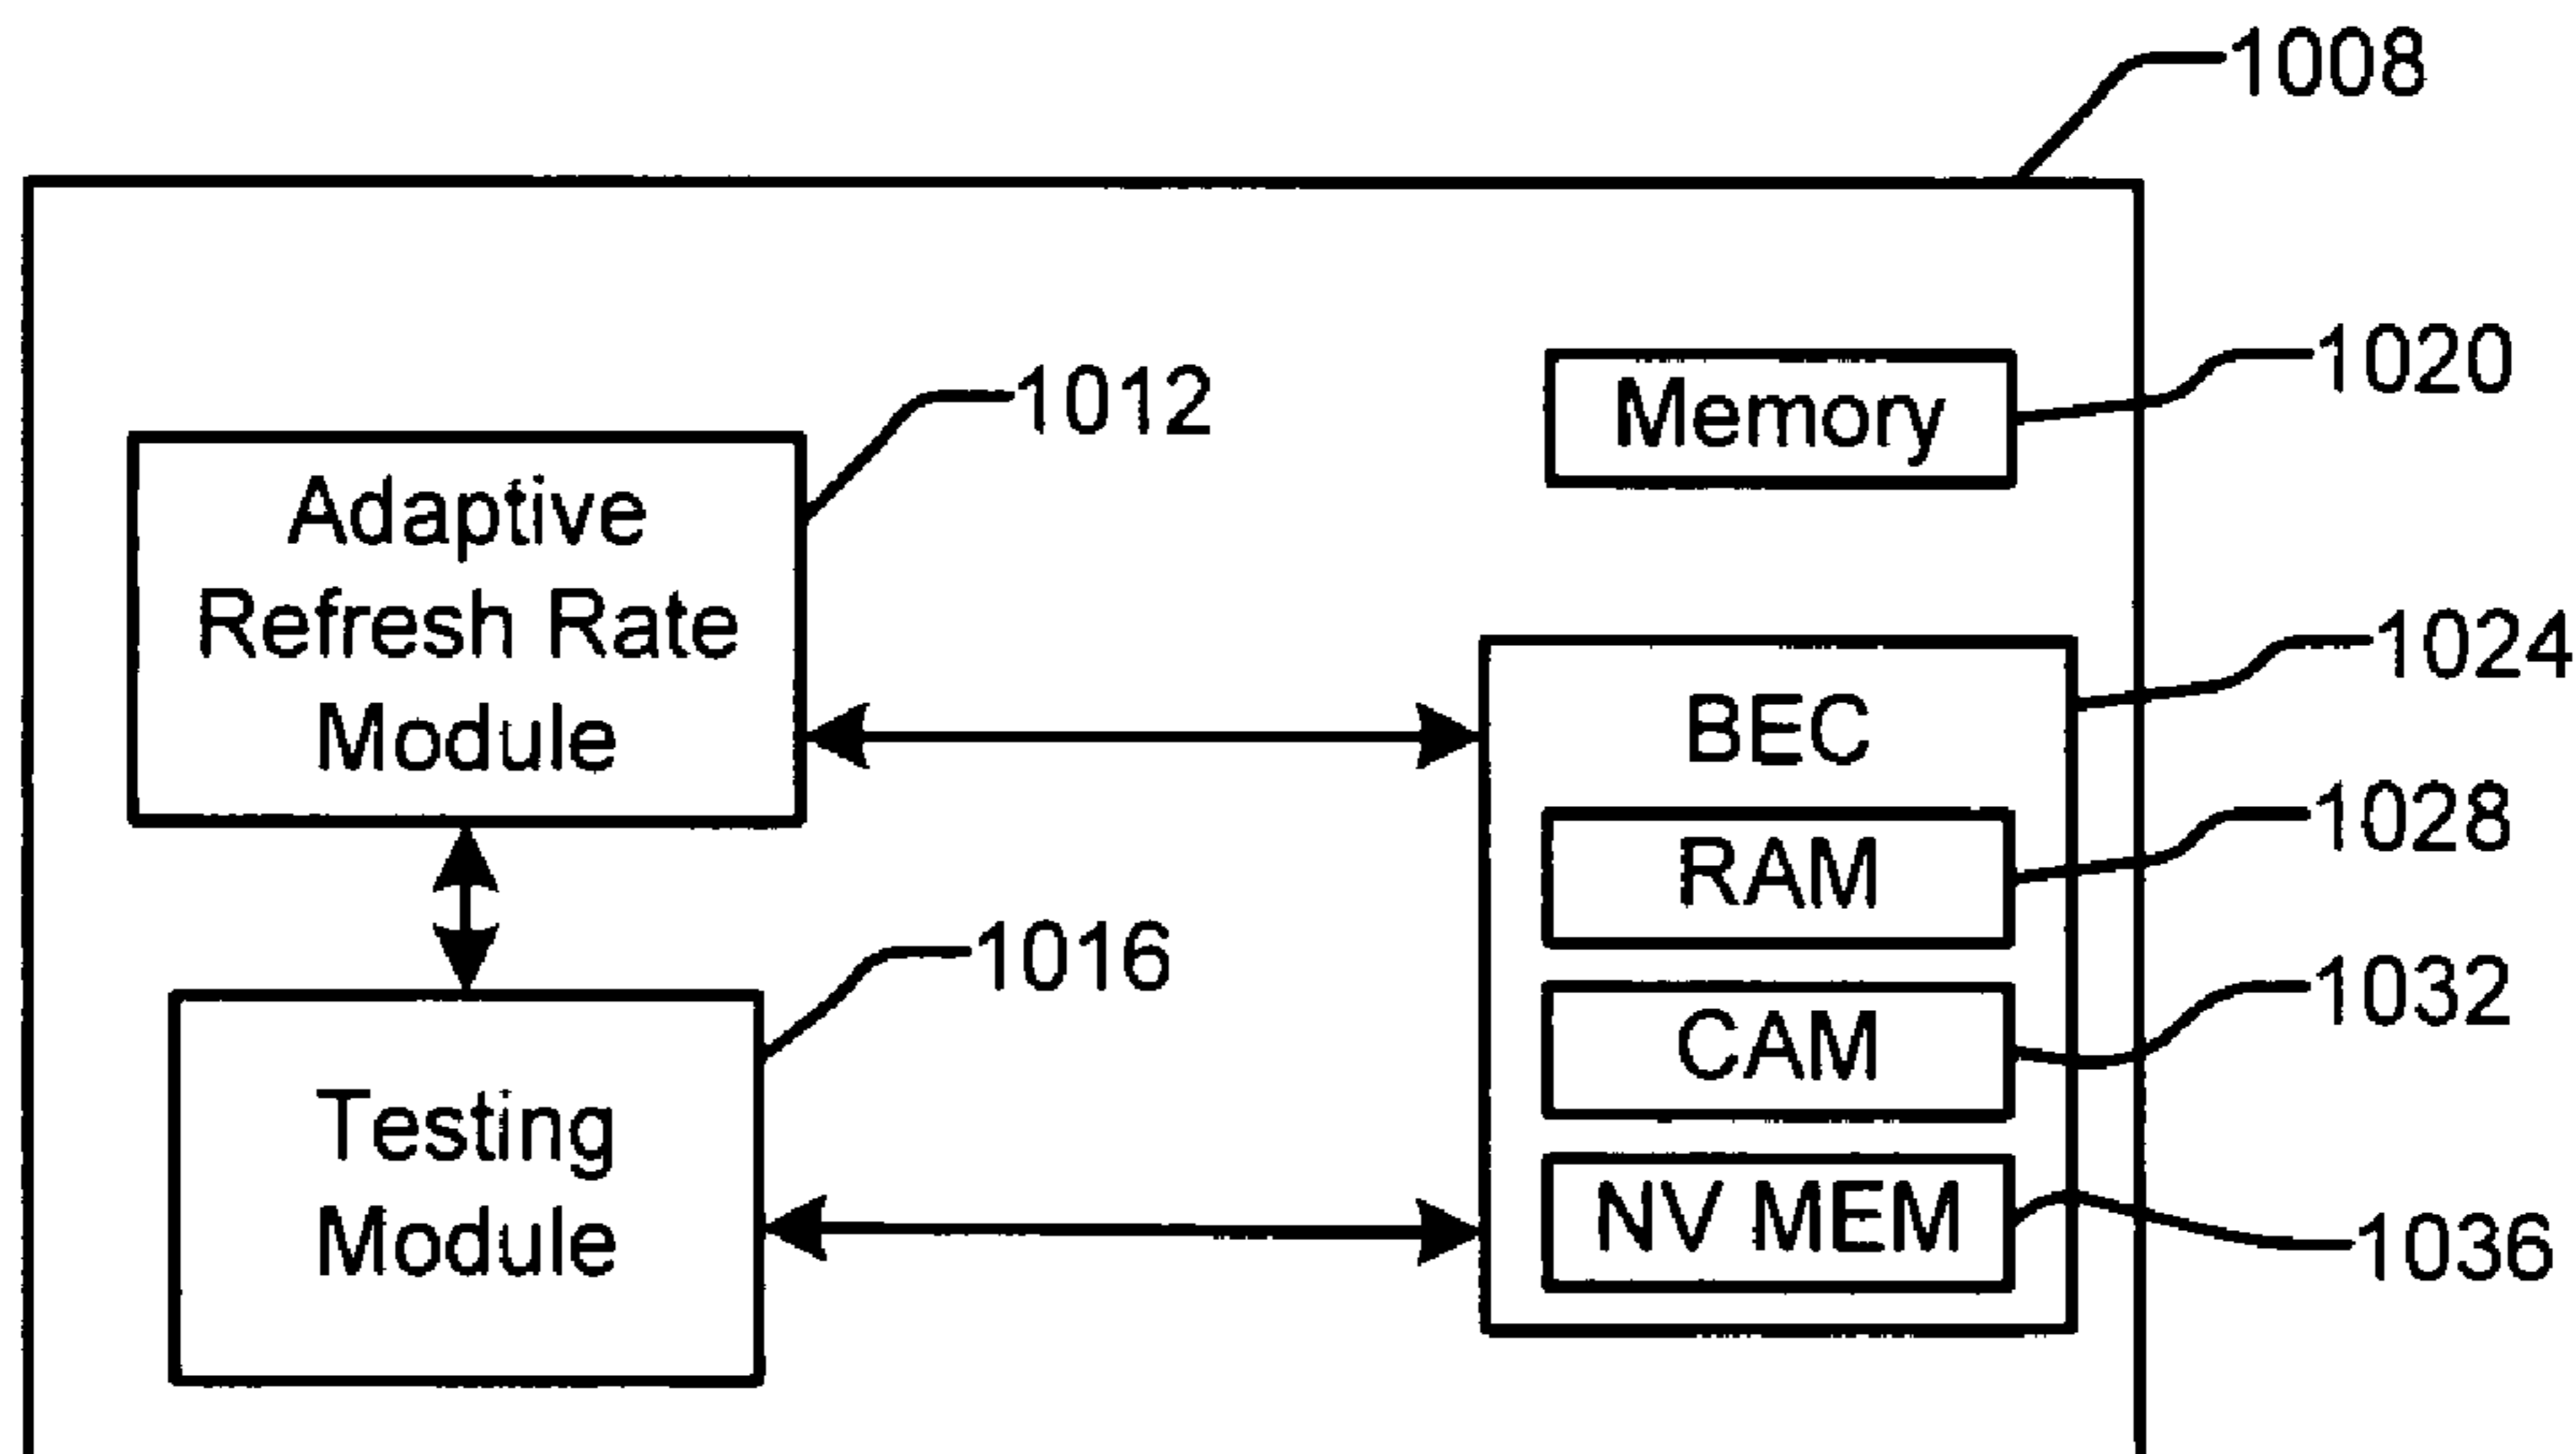 1008
1020
Memory
1012
Adaptive
Refresh Rate
Module
1024
BEC
1028
RAM
1016
1032
CAM
Testing
Module
NV MEM
1036